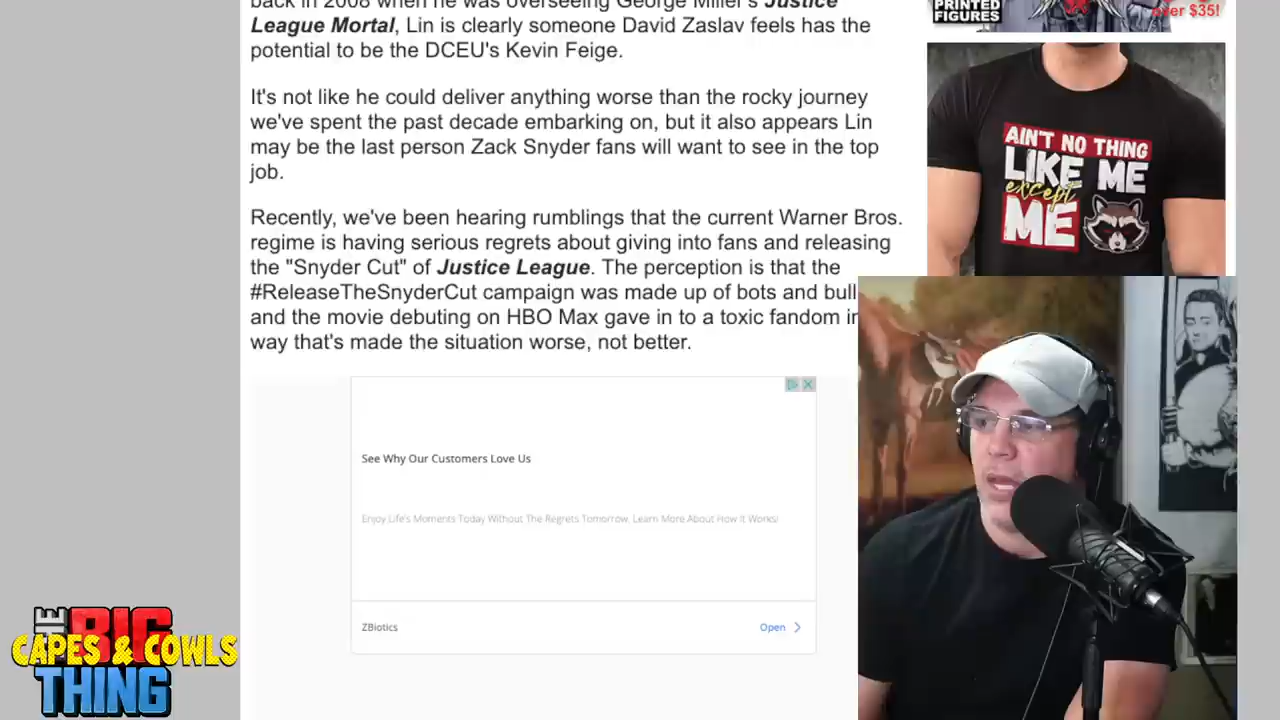 back in 2008 when he was overseeing George Miller's Justice
League Mortal, Lin is clearly someone David Zaslav feels has the
potential to be the DCEU's Kevin Feige.
It's not like he could deliver anything worse than the rocky journey
we've spent the past decade embarking on, but it also appears Lin
may be the last person Zack Snyder fans will want to see in the top
job.
Recently, we've been hearing rumblings that the current Warner Bros.
regime is having serious regrets about giving into fans and releasing
the "Snyder Cut" of Justice League. The perception is that the
#ReleaseTheSnyderCut campaign was made up of bots and bull
and the movie debuting on HBO Max gave in to a toxic fandom in
way that's made the situation worse, not better.
See Why Our Customers Love Us
Enjoy Life's Moments Today Without The Regrets Tomorrow. Learn More About How It Works!
ZBiotics
Open
PRINTED
FIGURES
over $35!
AIN'T NO THING
LIKE ME
except
ME
THE BIG
CAPES & COWLS
THING